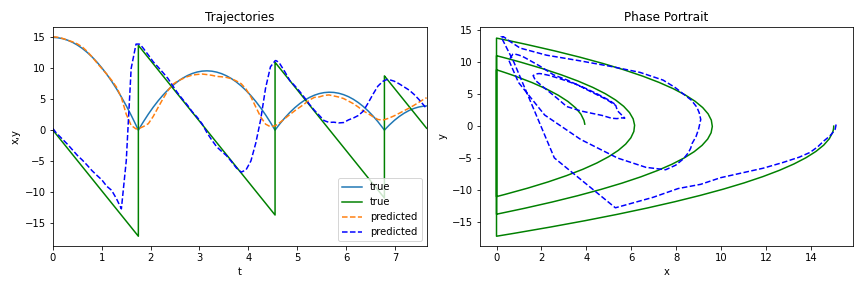 Trajectories
x,y
15
10
5
0
−5
−10
−15
0 1 2 3 4 5 6 7
t
true
true
predicted
predicted
Phase Portrait
y
15
10
5
0
−5
−10
−15
0 2 4 6 8 10 12 14
x